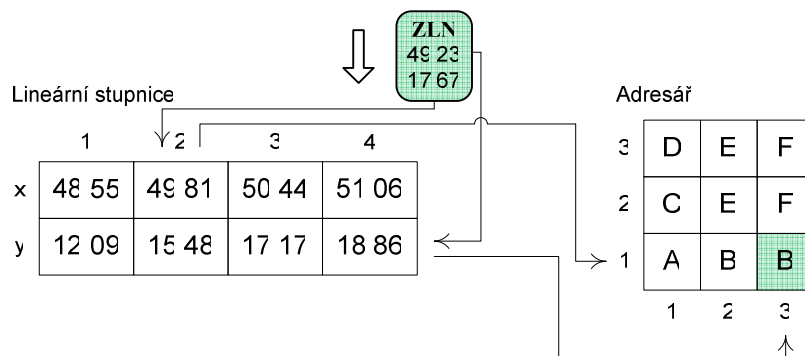 ZLN
49 23
17 67
Lineární stupnice
Adresář
1 2 3 4
x 48 55 49 81 50 44 51 06
y 12 09 15 48 17 17 18 86
3 D E F
2 C E F
1 A B B
1 2 3